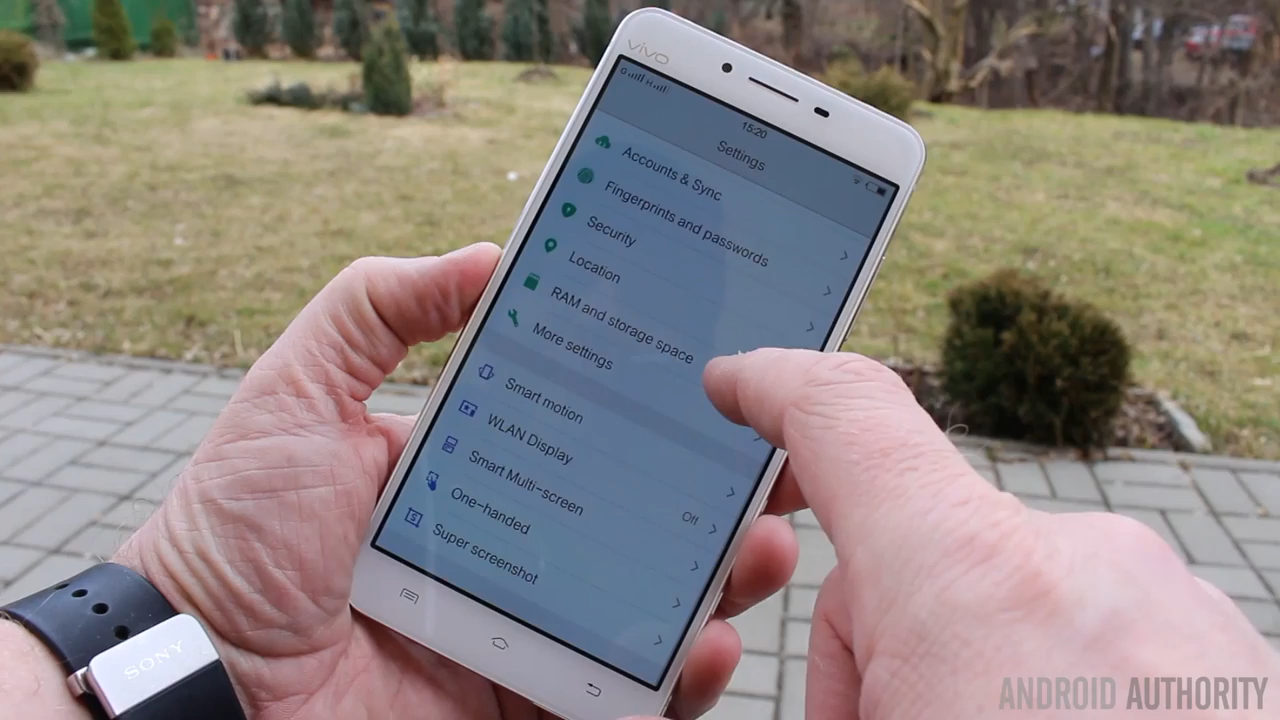 vivo
15:20
Settings
Accounts & Sync
Fingerprints and passwords
Security
Location
RAM and storage space
More settings
Smart motion
WLAN Display
Smart Multi-screen
Off
One-handed
Super screenshot
SONY
ANDROID AUTHORITY